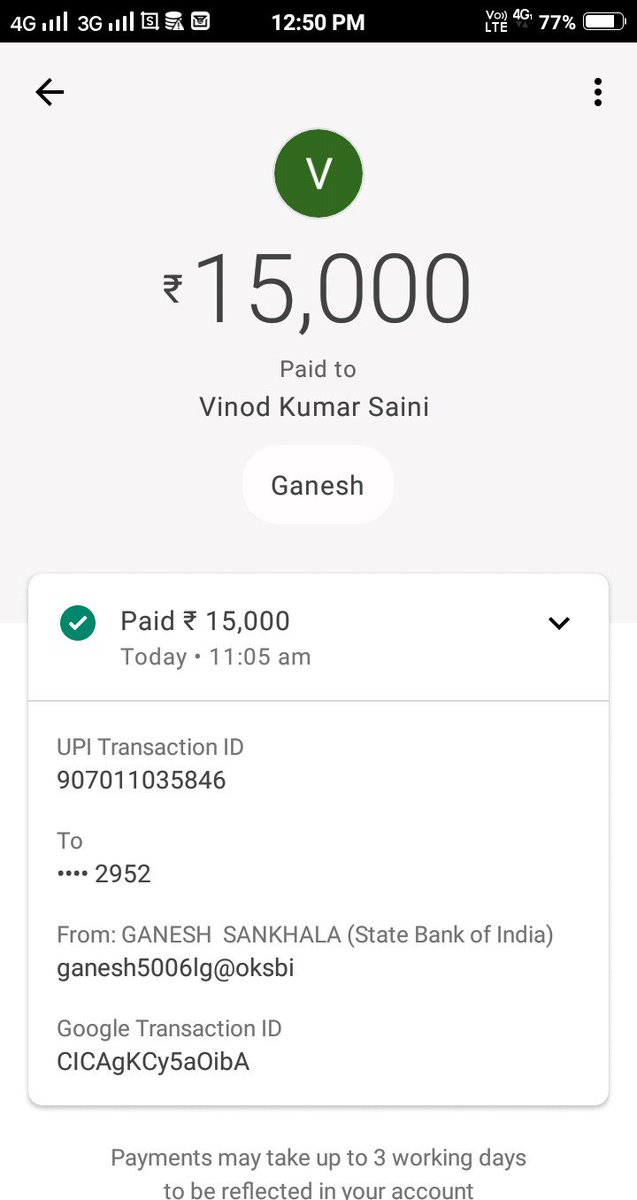 4G 3G S 12:50 PM Vo)) LTE 4G 77%
V
₹15,000
Paid to
Vinod Kumar Saini
Ganesh
Paid ₹ 15,000
Today • 11:05 am
UPI Transaction ID
907011035846
To
•••• 2952
From: GANESH SANKHALA (State Bank of India)
ganesh5006lg@oksbi
Google Transaction ID
CICAgKCy5aOibA
Payments may take up to 3 working days
to be reflected in your account